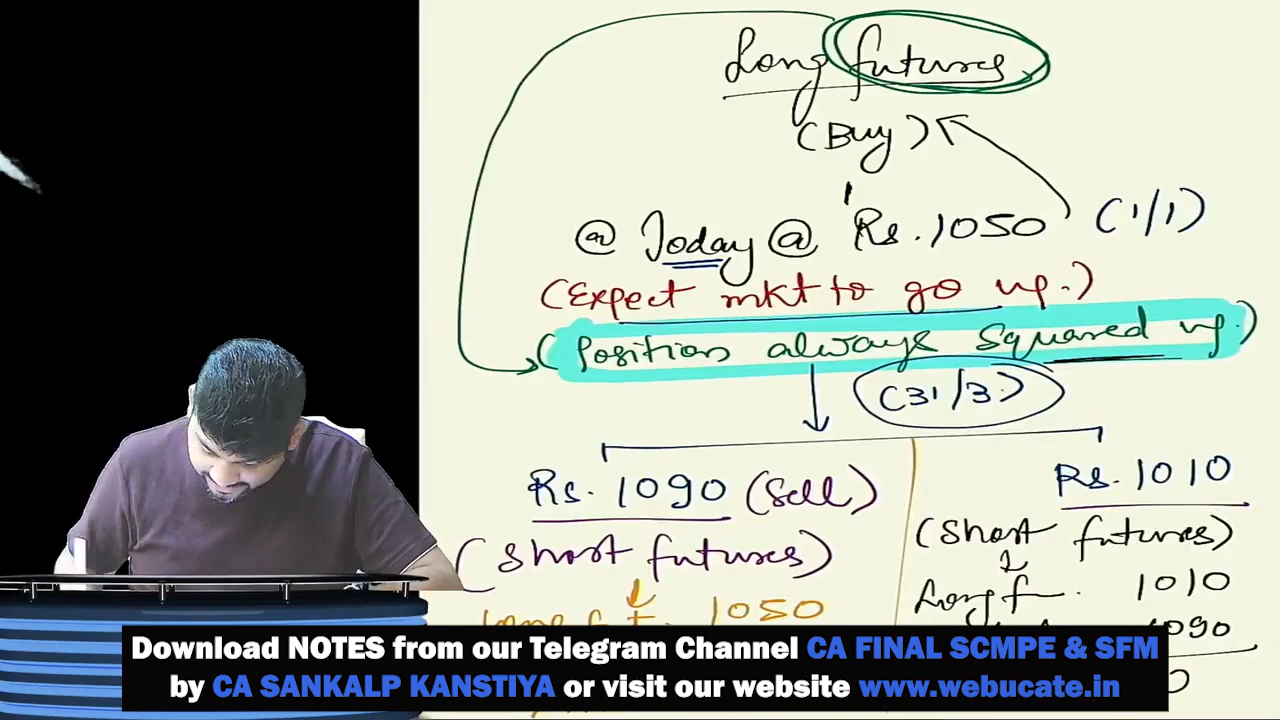 Long futures
(Buy)
@ Today @ Rs. 1050 (1/1)
(Expect mkt to go up.)
(Position always squared up.)
(31/3)
Rs. 1090 (Sell)
(Short futures)
1050
Rs. 1010
(Short futures)
Long f. 1010
1090
0
Download NOTES from our Telegram Channel CA FINAL SCMPE & SFM
by CA SANKALP KANSTIYA or visit our website www.webucate.in